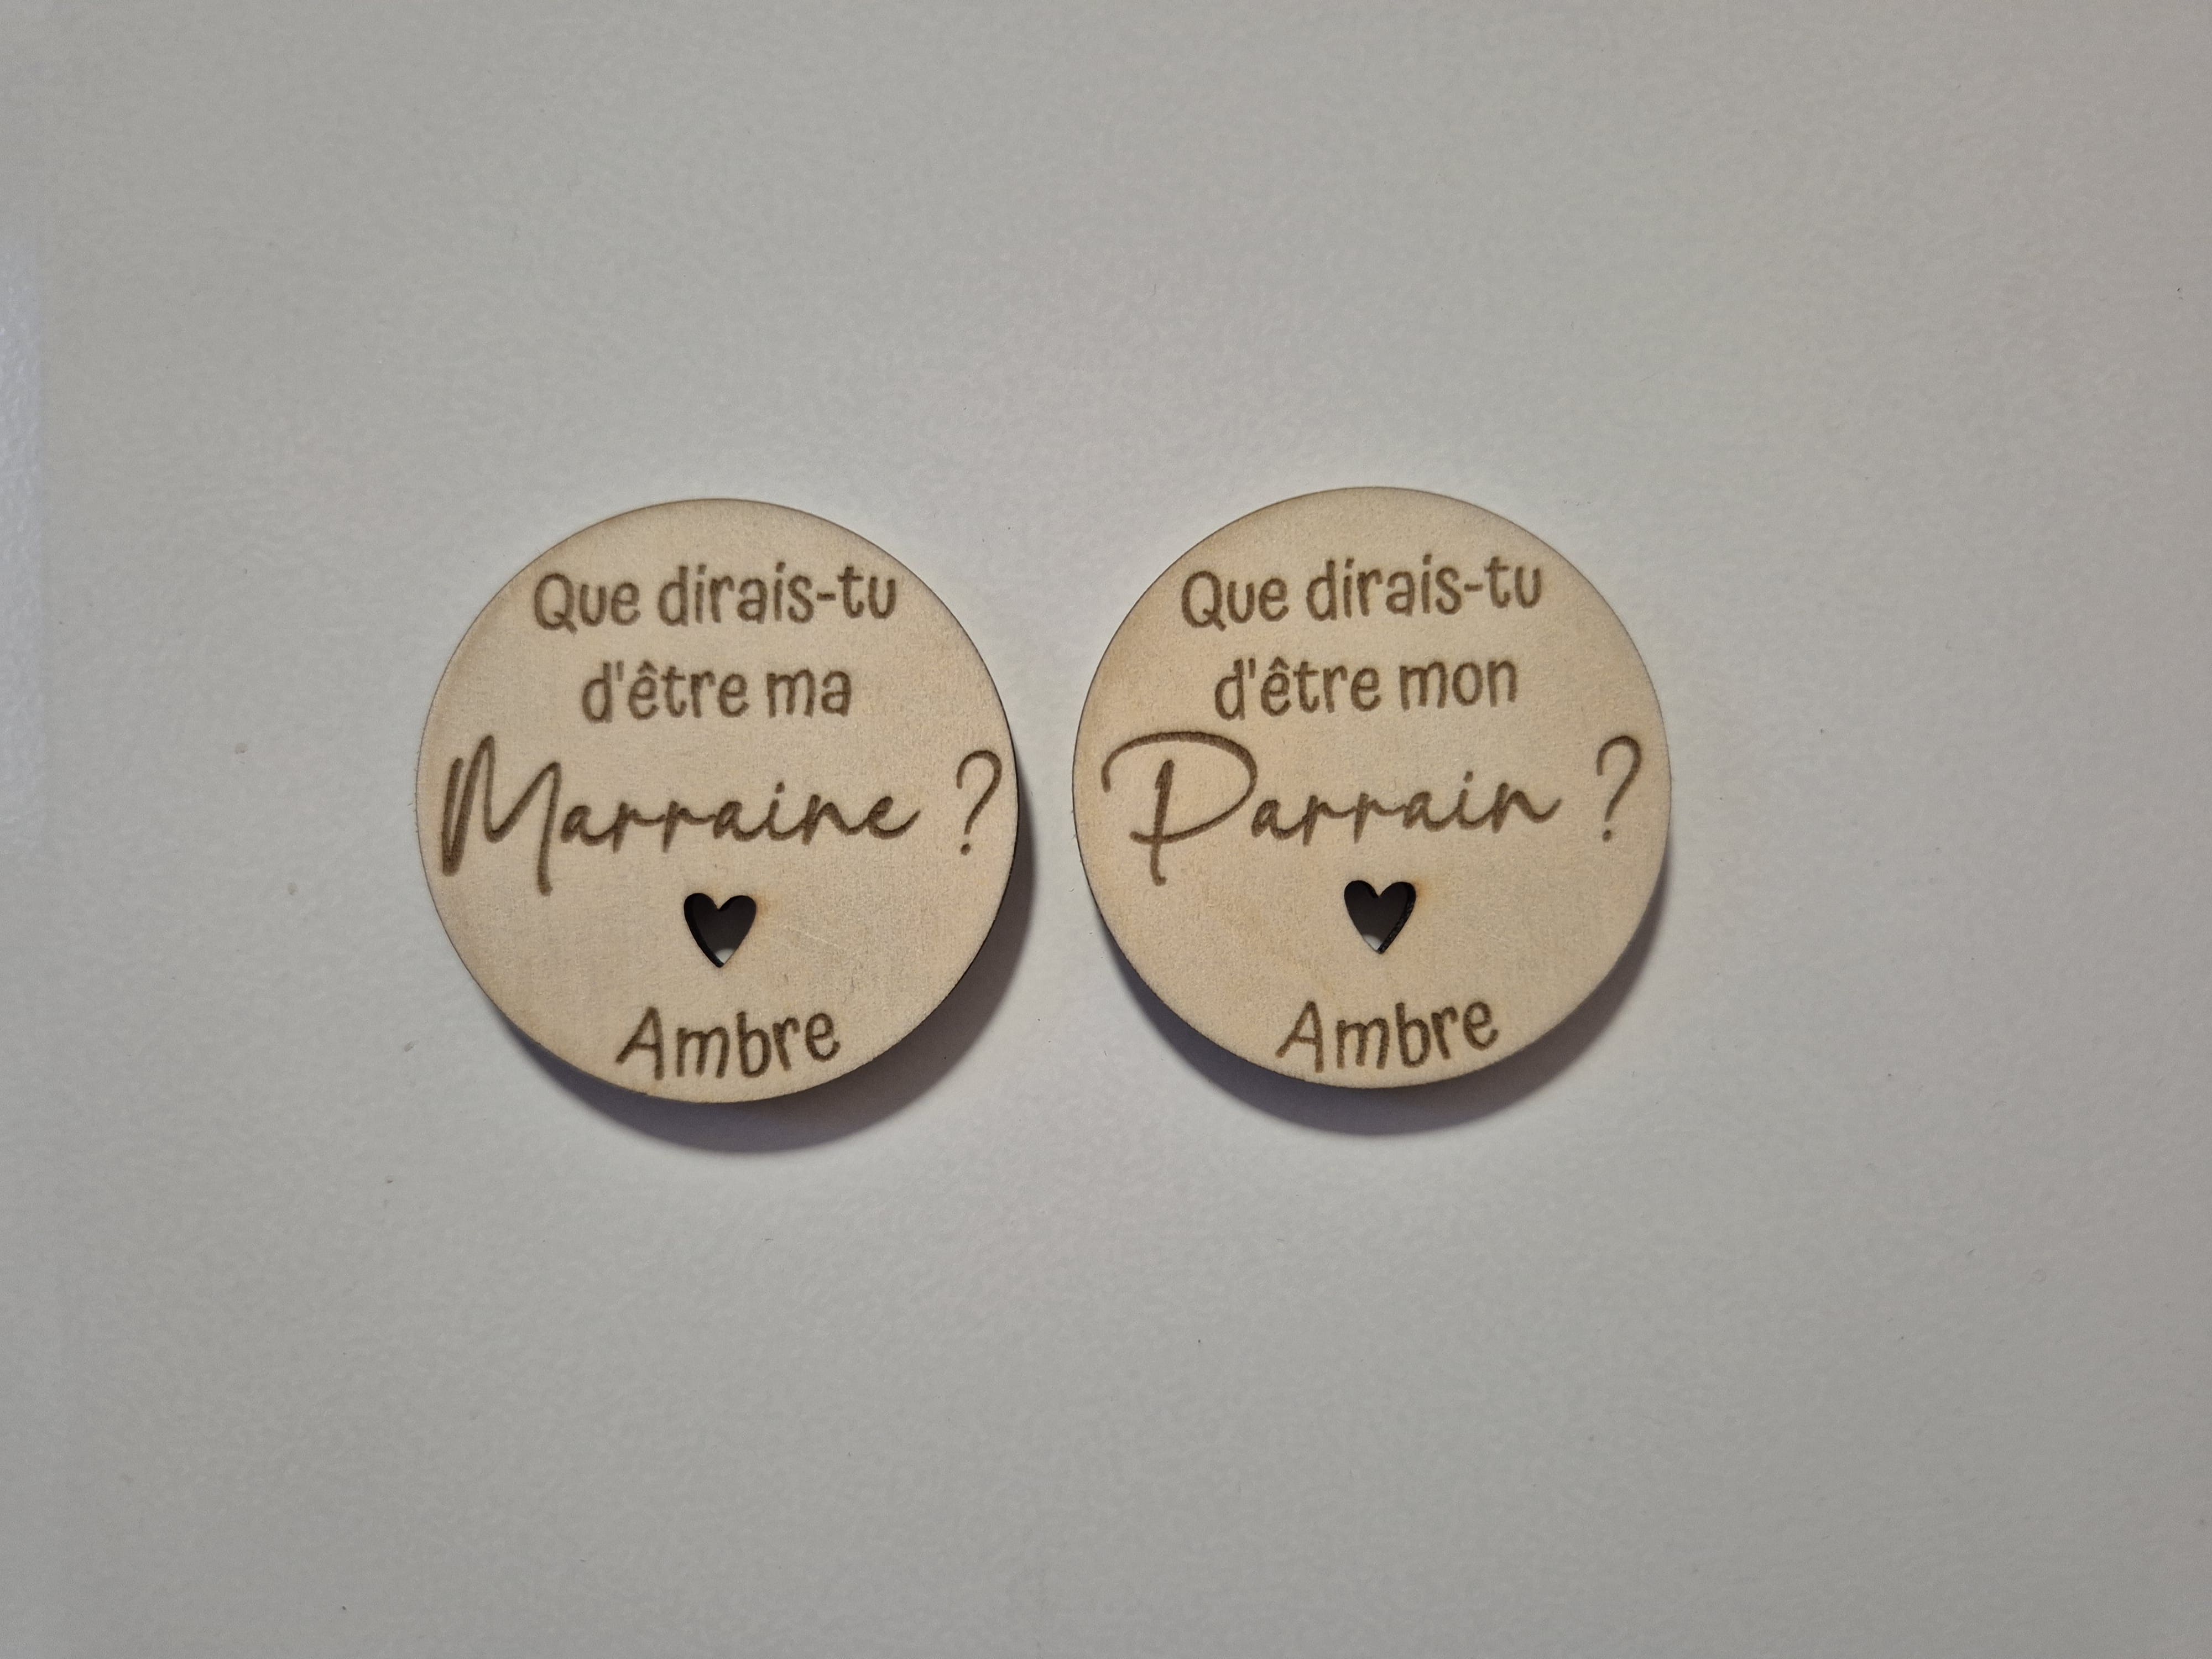 Que dirais-tu
d'être ma
Marraine ?
Ambre
Que dirais-tu
d'être mon
Parrain ?
Ambre